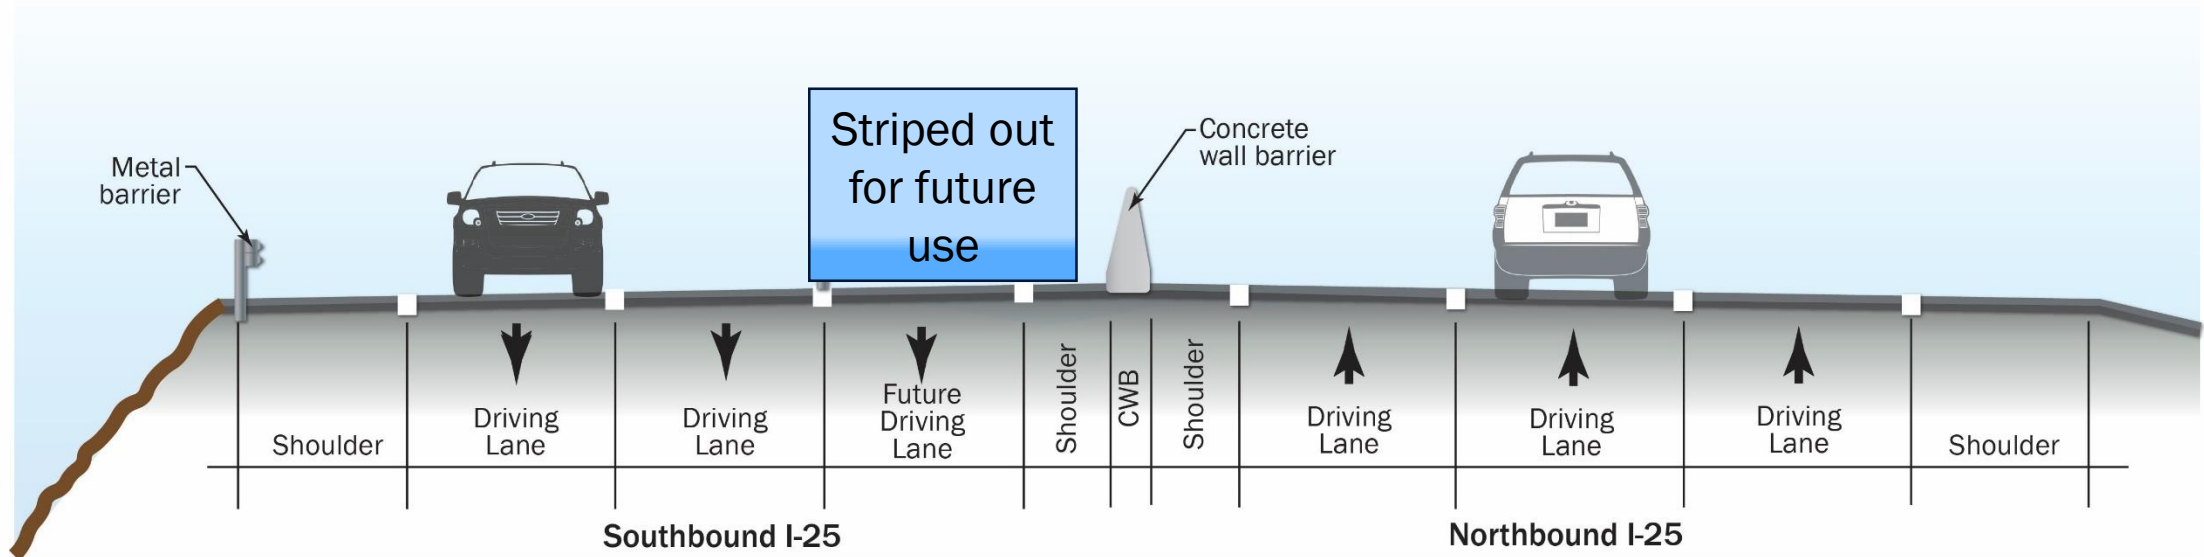 Striped out
for future
use
Metal
barrier
Concrete
wall barrier
Shoulder
Driving
Lane
Driving
Lane
Future
Driving
Lane
Shoulder
CWB
Shoulder
Driving
Lane
Driving
Lane
Driving
Lane
Shoulder
Southbound I-25
Northbound I-25